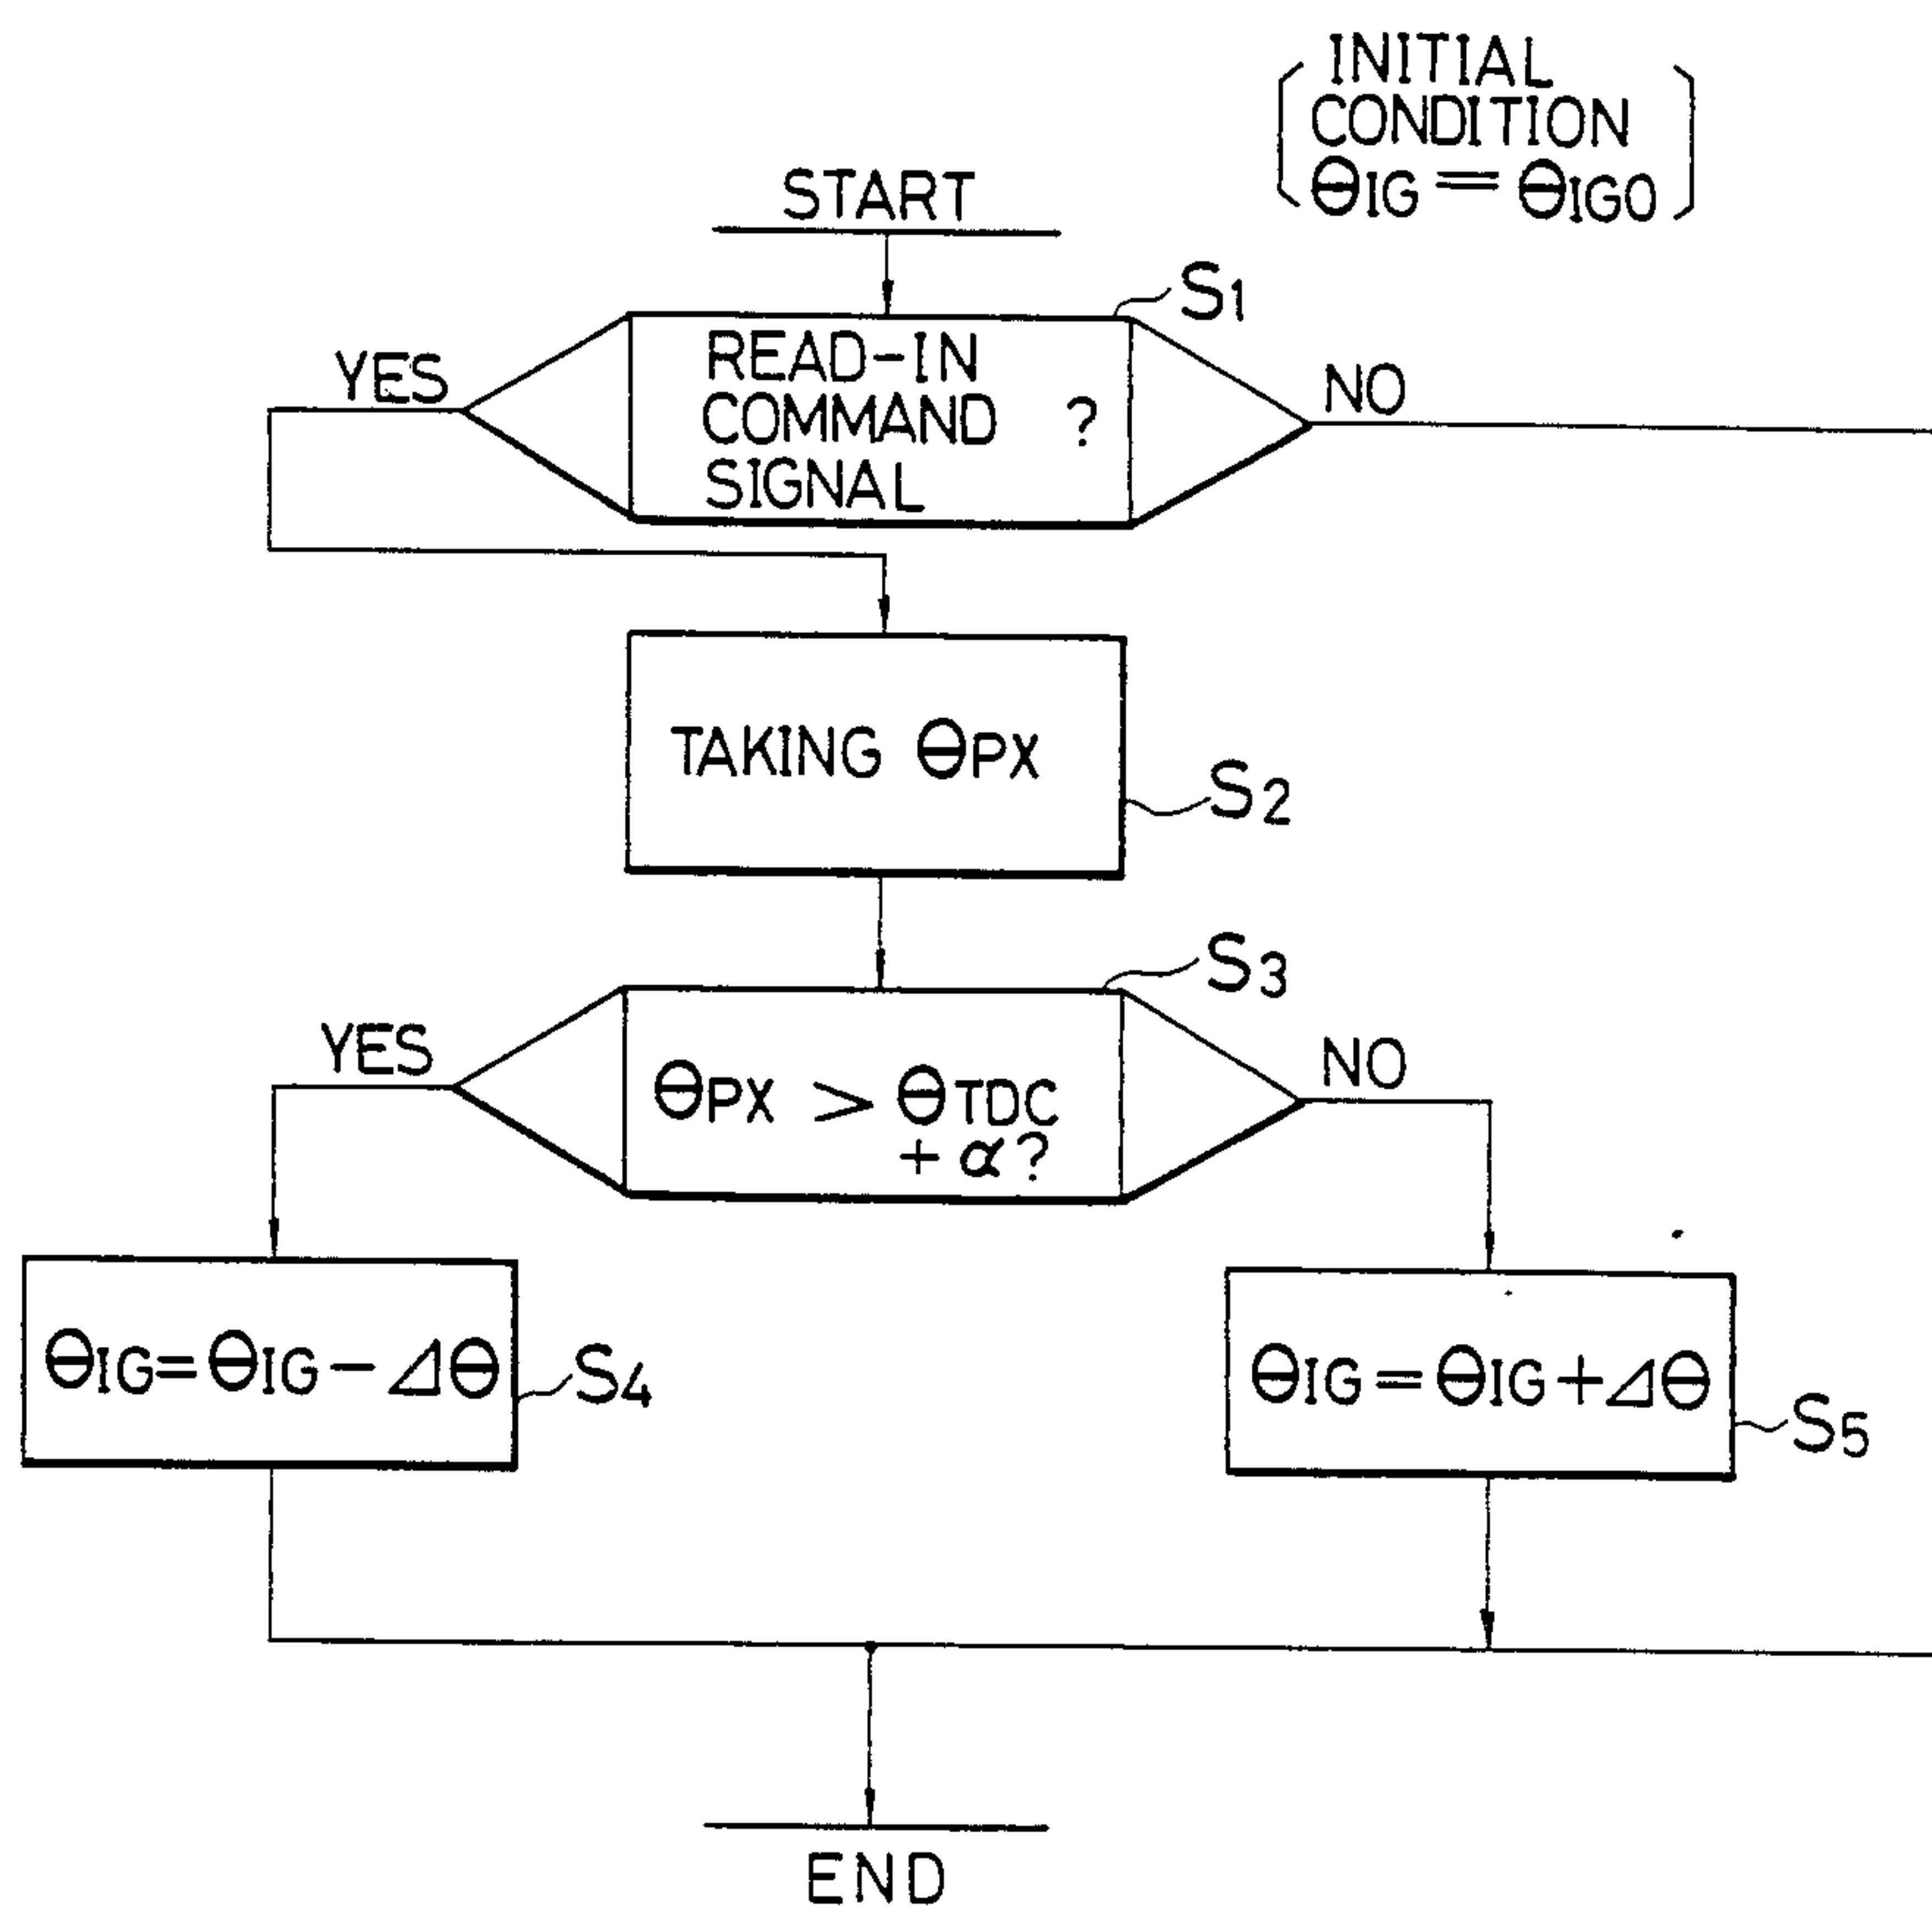 INITIAL
CONDITION
ΘIG = ΘIG0
START
S1
YES
READ-IN
COMMAND ?
SIGNAL
NO
TAKING ΘPX
S2
S3
YES
ΘPX > ΘTDC
+ α?
NO
ΘIG=ΘIG-ΔΘ
S4
ΘIG=ΘIG+ΔΘ
S5
END